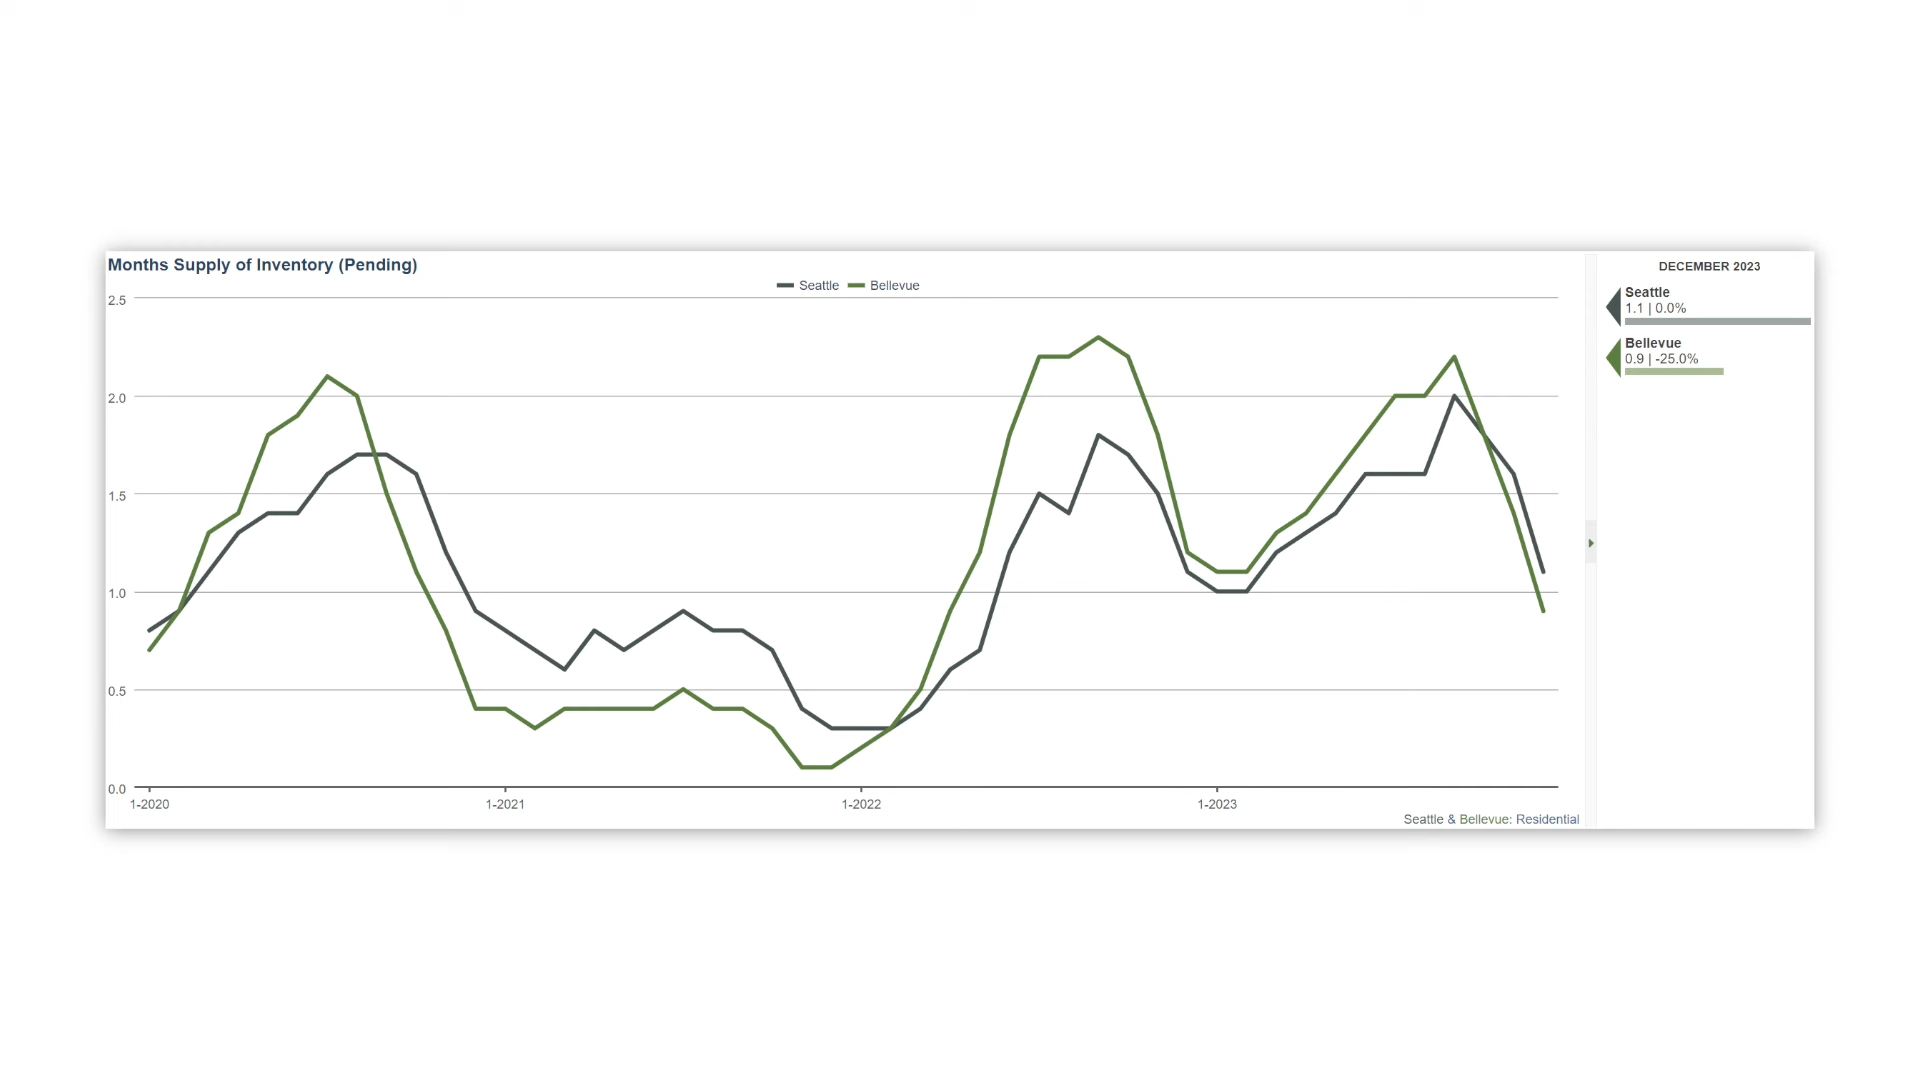 Months Supply of Inventory (Pending)
Seattle Bellevue
2.5
2.0
1.5
1.0
0.5
0.0
1-2020 1-2021 1-2022 1-2023
Seattle & Bellevue: Residential
DECEMBER 2023
Seattle
1.1 | 0.0%
Bellevue
0.9 | -25.0%